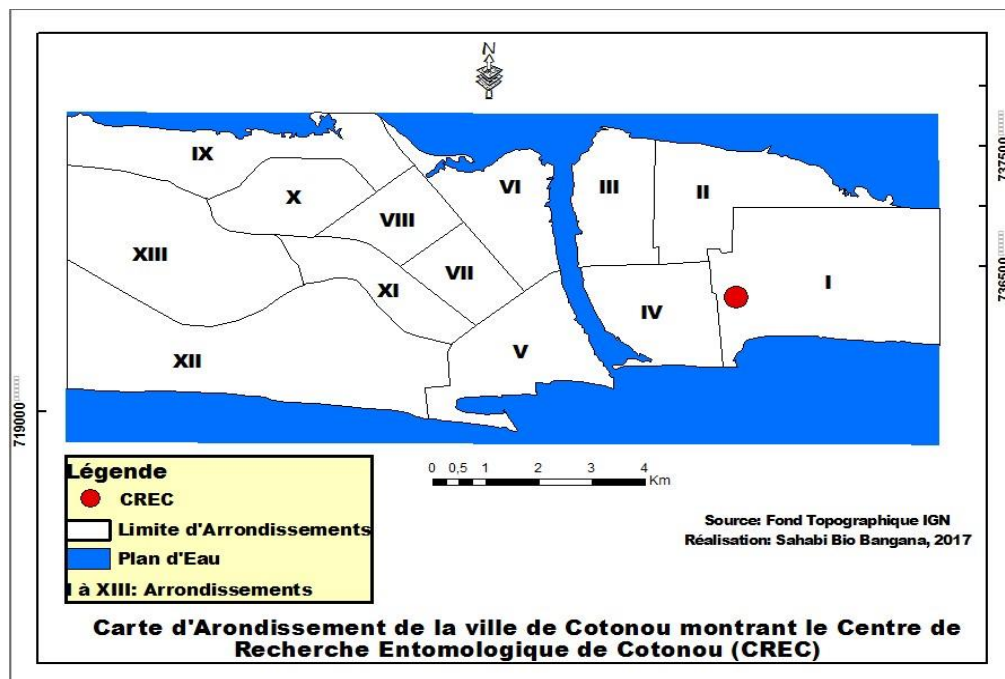 N
IX
X
VIII
VI
III
II
XIII
VII
XI
I
IV
XII
V
737500
736500
719000
0 0,5 1 2 3 4
Km
Légende
CREC
Limite d'Arrondissements
Plan d'Eau
I à XIII: Arrondissements
Source: Fond Topographique IGN
Réalisation: Sahabi Bio Bangana, 2017
Carte d'Arondissement de la ville de Cotonou montrant le Centre de
Recherche Entomologique de Cotonou (CREC)